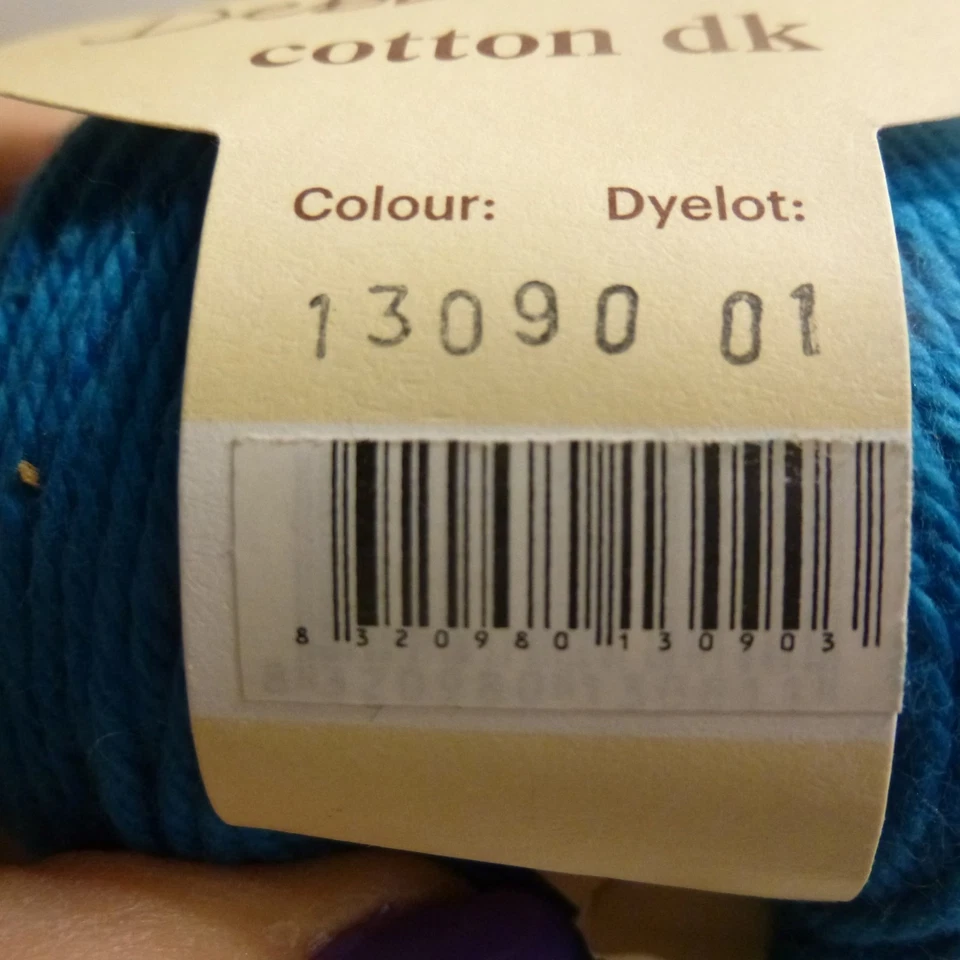 cotton dk
Colour: Dyelot:
13090 01
8 320980 130903